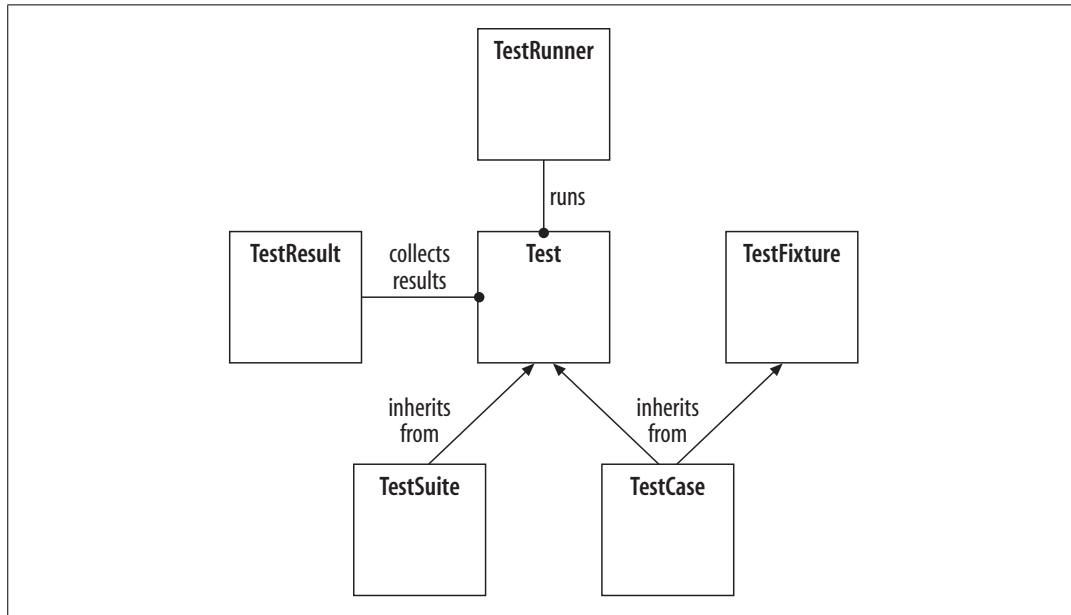 TestRunner
runs
TestResult
collects
results
Test
TestFixture
inherits
from
inherits
from
TestSuite
TestCase